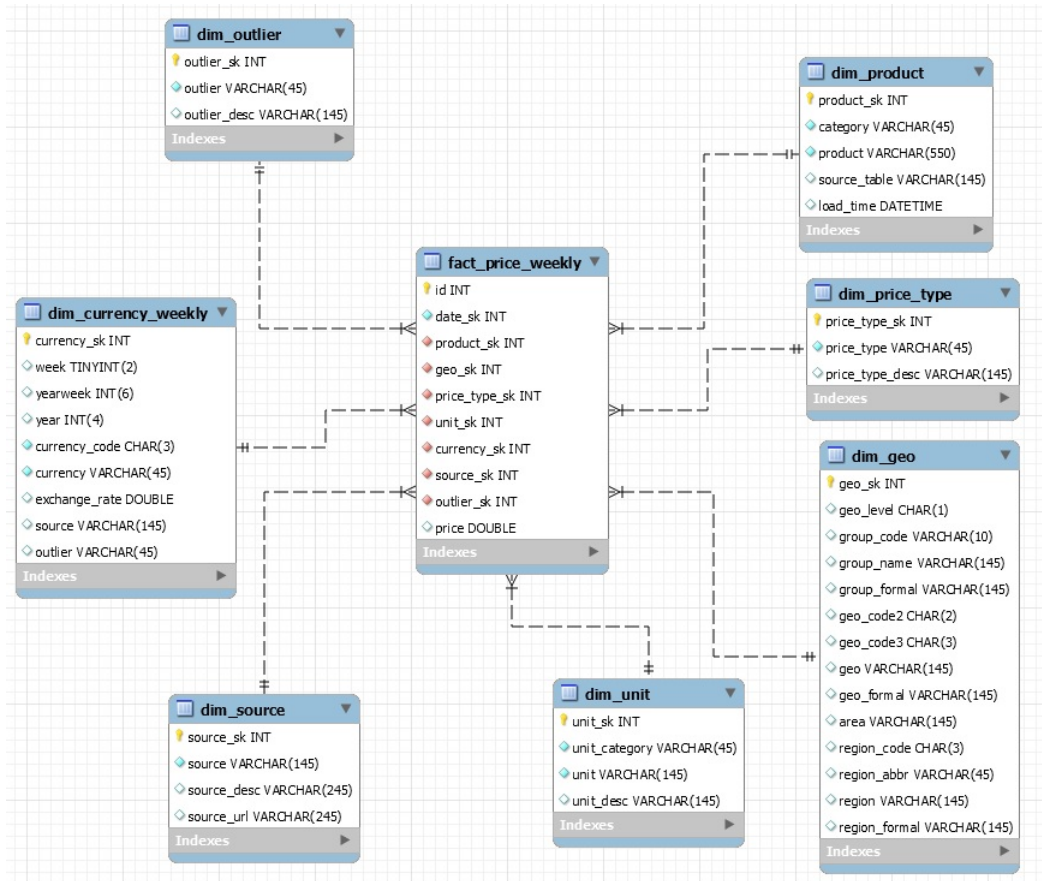 dim_outlier
outlier_sk INT
outlier VARCHAR(45)
outlier_desc VARCHAR(145)
Indexes
dim_product
product_sk INT
category VARCHAR(45)
product VARCHAR(550)
source_table VARCHAR(145)
load_time DATETIME
Indexes
fact_price_weekly
id INT
date_sk INT
product_sk INT
geo_sk INT
price_type_sk INT
unit_sk INT
currency_sk INT
source_sk INT
outlier_sk INT
price DOUBLE
Indexes
dim_currency_weekly
currency_sk INT
week TINYINT(2)
yearweek INT(6)
year INT(4)
currency_code CHAR(3)
currency VARCHAR(45)
exchange_rate DOUBLE
source VARCHAR(145)
outlier VARCHAR(45)
Indexes
dim_price_type
price_type_sk INT
price_type VARCHAR(45)
price_type_desc VARCHAR(145)
Indexes
dim_geo
geo_sk INT
geo_level CHAR(1)
group_code VARCHAR(10)
group_name VARCHAR(145)
group_formal VARCHAR(145)
geo_code2 CHAR(2)
geo_code3 CHAR(3)
geo VARCHAR(145)
geo_formal VARCHAR(145)
area VARCHAR(145)
region_code CHAR(3)
region_abbr VARCHAR(45)
region VARCHAR(145)
region_formal VARCHAR(145)
Indexes
dim_source
source_sk INT
source VARCHAR(145)
source_desc VARCHAR(245)
source_url VARCHAR(245)
Indexes
dim_unit
unit_sk INT
unit_category VARCHAR(45)
unit VARCHAR(145)
unit_desc VARCHAR(145)
Indexes